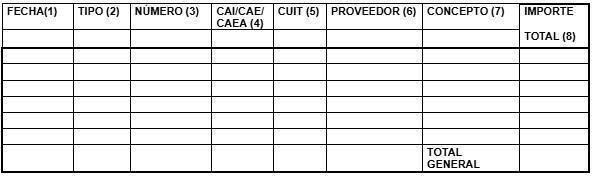 FECHA(1) TIPO (2) NÚMERO (3) CAI/CAE/ CUIT (5) PROVEEDOR (6) CONCEPTO (7) IMPORTE
CAEA (4)
TOTAL (8)
TOTAL
GENERAL